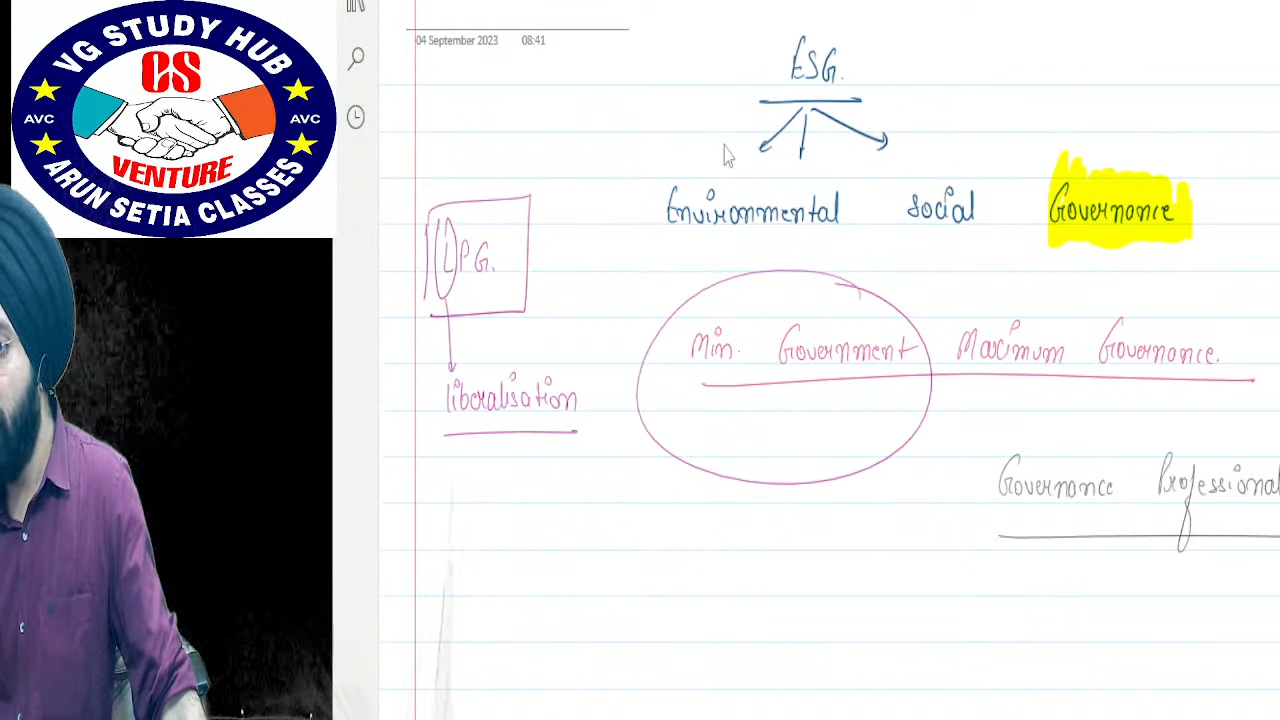 VG STUDY HUB
CS
AVC
AVC
VENTURE
ARUN SETIA CLASSES
04 September 2023 08:41
ESG.
Environmental Social Governance
LPG.
Min. Government Maximum Governance.
liberalisation
Governance Professional